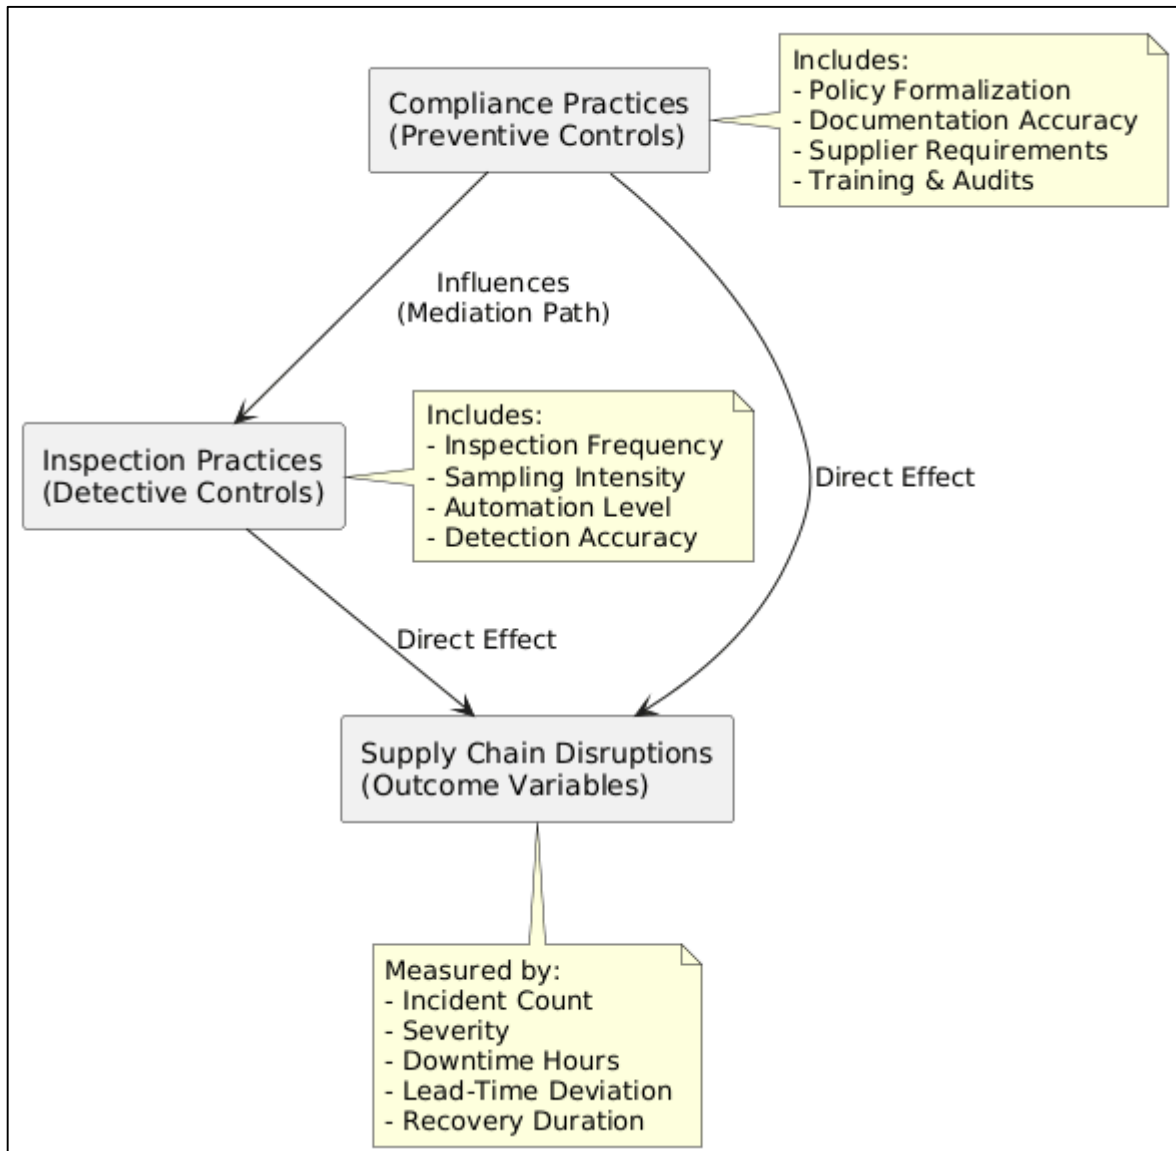 Compliance Practices
(Preventive Controls)
Includes:
- Policy Formalization
- Documentation Accuracy
- Supplier Requirements
- Training & Audits
Influences
(Mediation Path)
Inspection Practices
(Detective Controls)
Includes:
- Inspection Frequency
- Sampling Intensity
- Automation Level
- Detection Accuracy
Direct Effect
Direct Effect
Supply Chain Disruptions
(Outcome Variables)
Measured by:
- Incident Count
- Severity
- Downtime Hours
- Lead-Time Deviation
- Recovery Duration